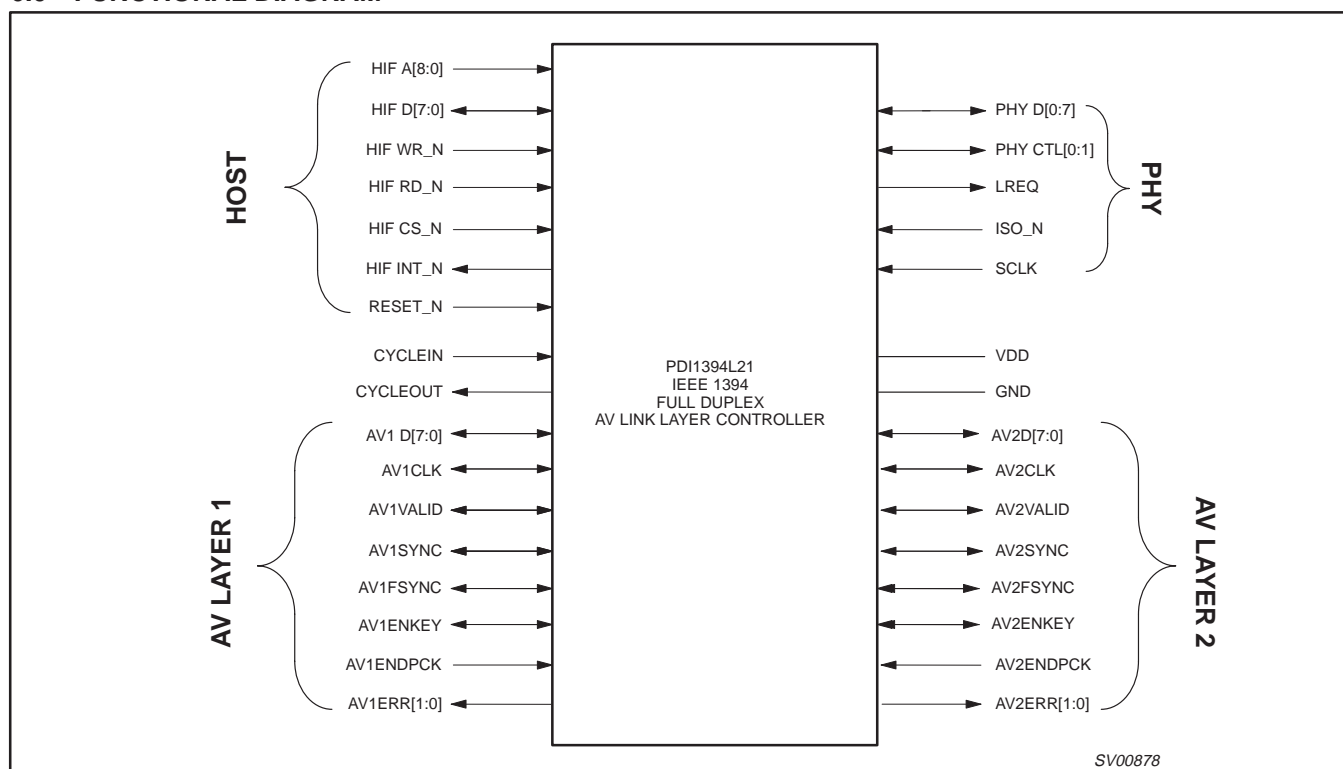 FUNCTIONAL DIAGRAM
HOST
HIF A[8:0]
HIF D[7:0]
HIF WR_N
HIF RD_N
HIF CS_N
HIF INT_N
RESET_N
CYCLEIN
CYCLEOUT
AV LAYER 1
AV1 D[7:0]
AV1CLK
AV1VALID
AV1SYNC
AV1FSYNC
AV1ENKEY
AV1ENDPCK
AV1ERR[1:0]
PDI1394L21
IEEE 1394
FULL DUPLEX
AV LINK LAYER CONTROLLER
PHY D[0:7]
PHY CTL[0:1]
LREQ
ISO_N
SCLK
PHY
VDD
GND
AV2D[7:0]
AV2CLK
AV2VALID
AV2SYNC
AV2FSYNC
AV2ENKEY
AV2ENDPCK
AV2ERR[1:0]
AV LAYER 2
SV00878